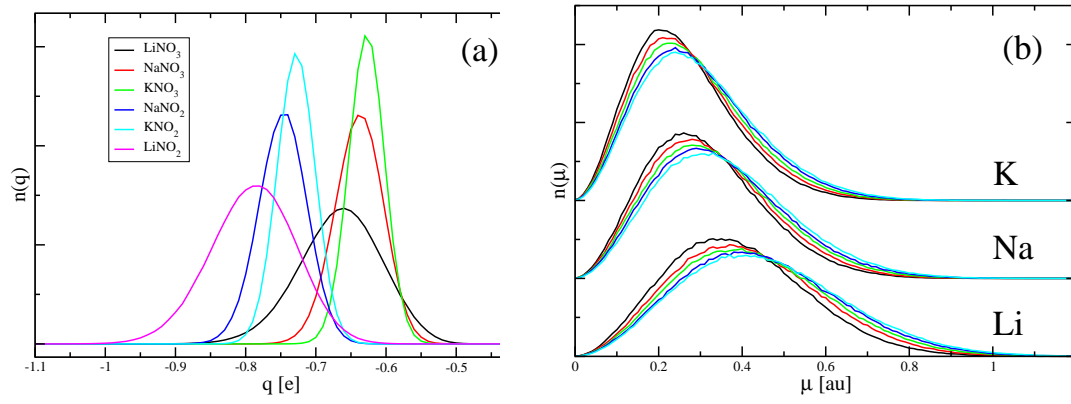 (a)
LiNO₃
NaNO₃
KNO₃
NaNO₂
KNO₂
LiNO₂
n(q)
-1.1 -1 -0.9 -0.8 -0.7 -0.6 -0.5
q [e]
(b)
K
Na
Li
n(μ)
0 0.2 0.4 0.6 0.8 1
μ [au]